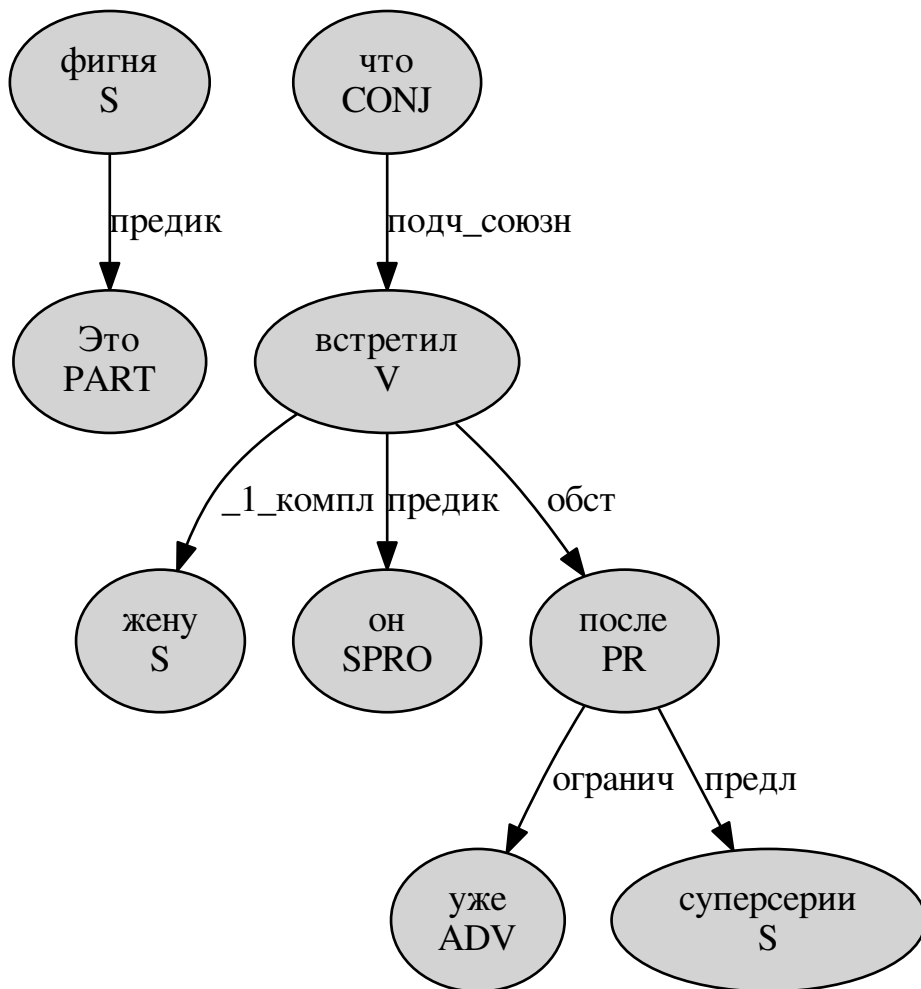 фигня
S
что
CONJ
предик
подч_союзн
Это
PART
встретил
V
_1_компл
предик
обст
жену
S
он
SPRO
после
PR
огранич
предл
уже
ADV
суперсерии
S